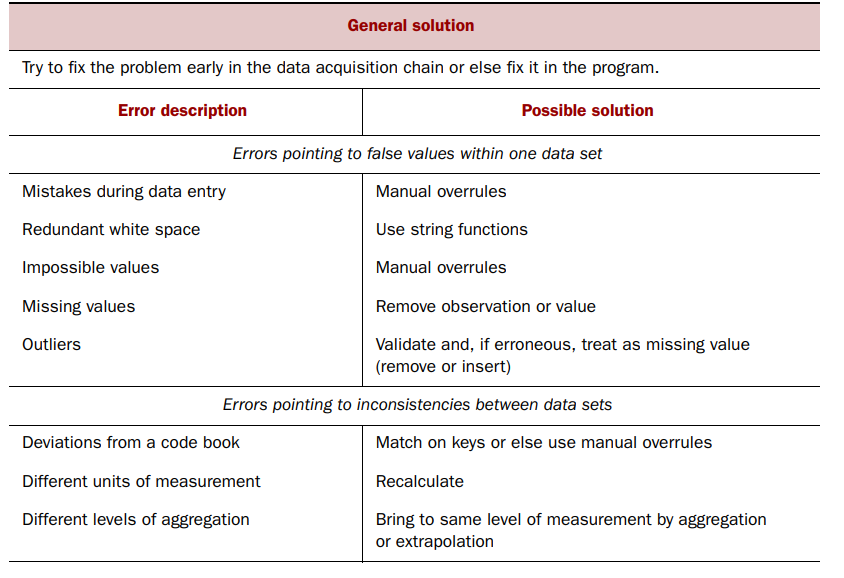 General solution
Try to fix the problem early in the data acquisition chain or else fix it in the program.
Error description
Possible solution
Errors pointing to false values within one data set
Mistakes during data entry
Manual overrules
Redundant white space
Use string functions
Impossible values
Manual overrules
Missing values
Remove observation or value
Outliers
Validate and, if erroneous, treat as missing value
(remove or insert)
Errors pointing to inconsistencies between data sets
Deviations from a code book
Match on keys or else use manual overrules
Different units of measurement
Recalculate
Different levels of aggregation
Bring to same level of measurement by aggregation
or extrapolation